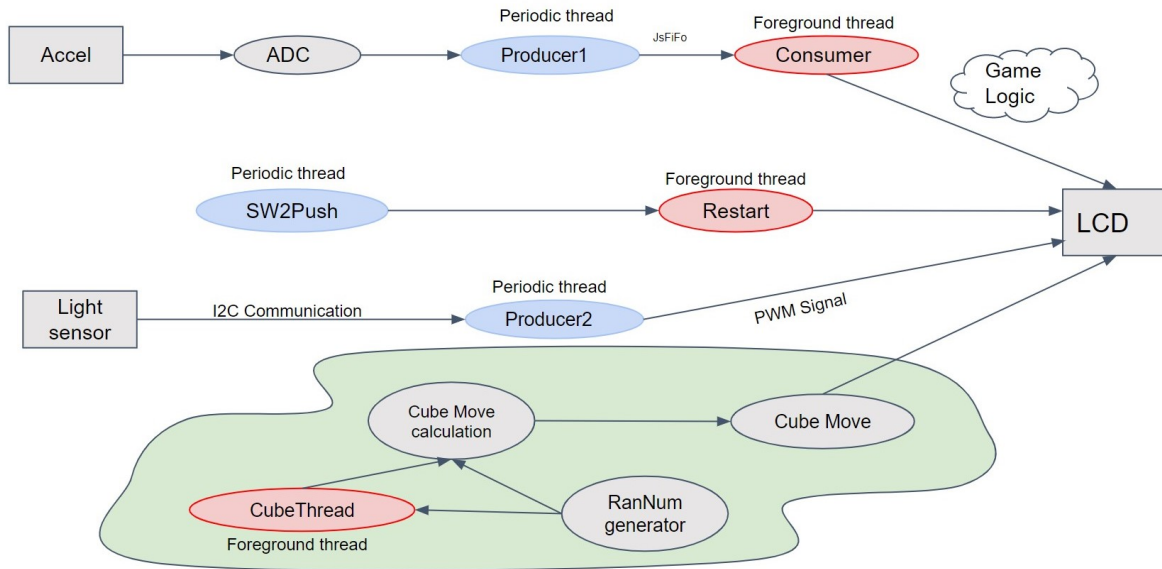 Periodic thread
Foreground thread
Accel
ADC
Producer1
JsFiFo
Consumer
Game
Logic
Periodic thread
Foreground thread
SW2Push
Restart
LCD
Light
sensor
I2C Communication
Periodic thread
Producer2
PWM Signal
Cube Move
calculation
Cube Move
CubeThread
RanNum
generator
Foreground thread